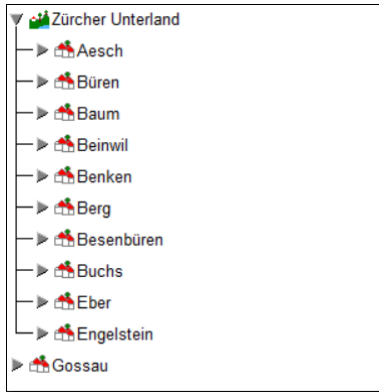 Zürcher Unterland
Aesch
Büren
Baum
Beinwil
Benken
Berg
Besenbüren
Buchs
Eber
Engelstein
Gossau